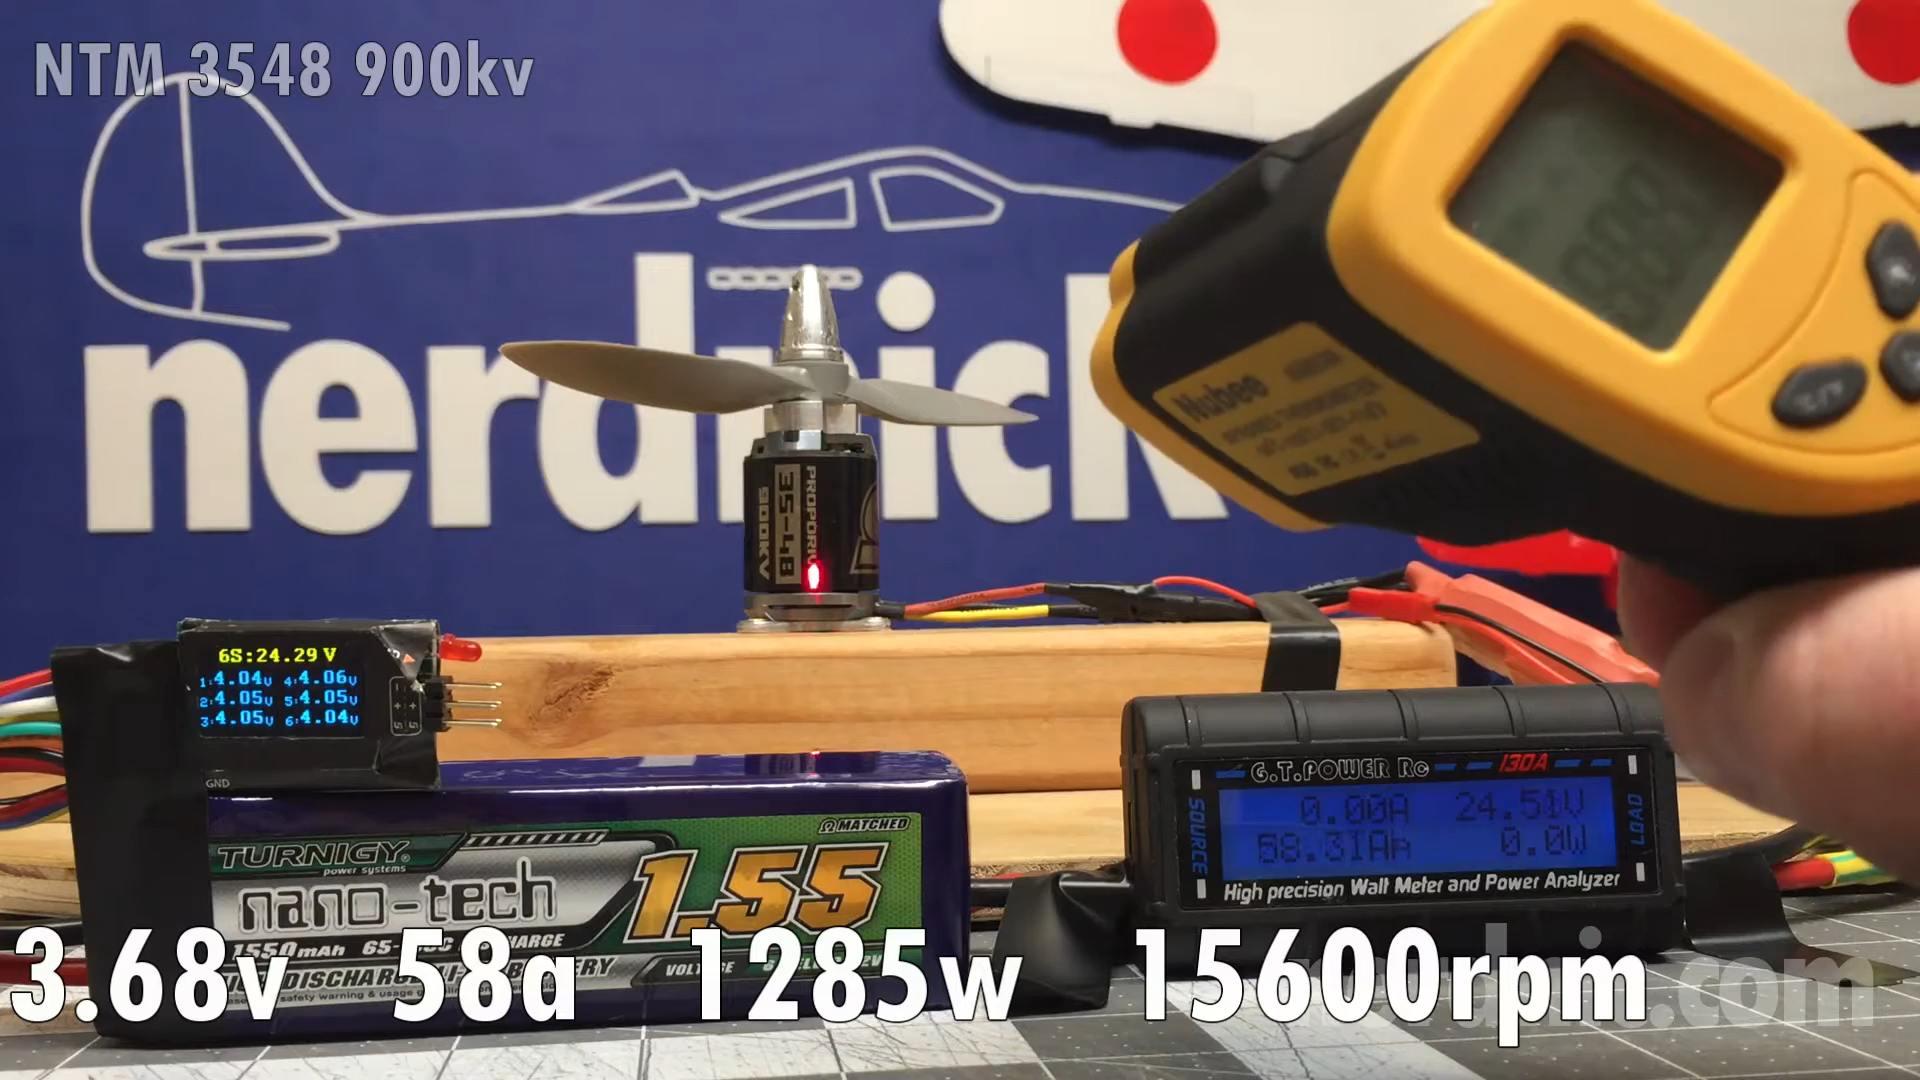 NTM 3548 900kv
nerdnick
PROPDRIVE
35-48
900KV
Nubee
6S:24.29 V
1:4.04V 4:4.06V
2:4.05V 5:4.05V
3:4.05V 6:4.04V
GND
G.T.POWER RC 130A
SOURCE
0.00A 24.51V
58.31Ap 0.0W
LOAD
High precision Watt Meter and Power Analyzer
Ω MATCHED
TURNIGY®
power systems
nano-tech
1.55
1550mAh 65-
3.68v 58a 1285w 15600rpm